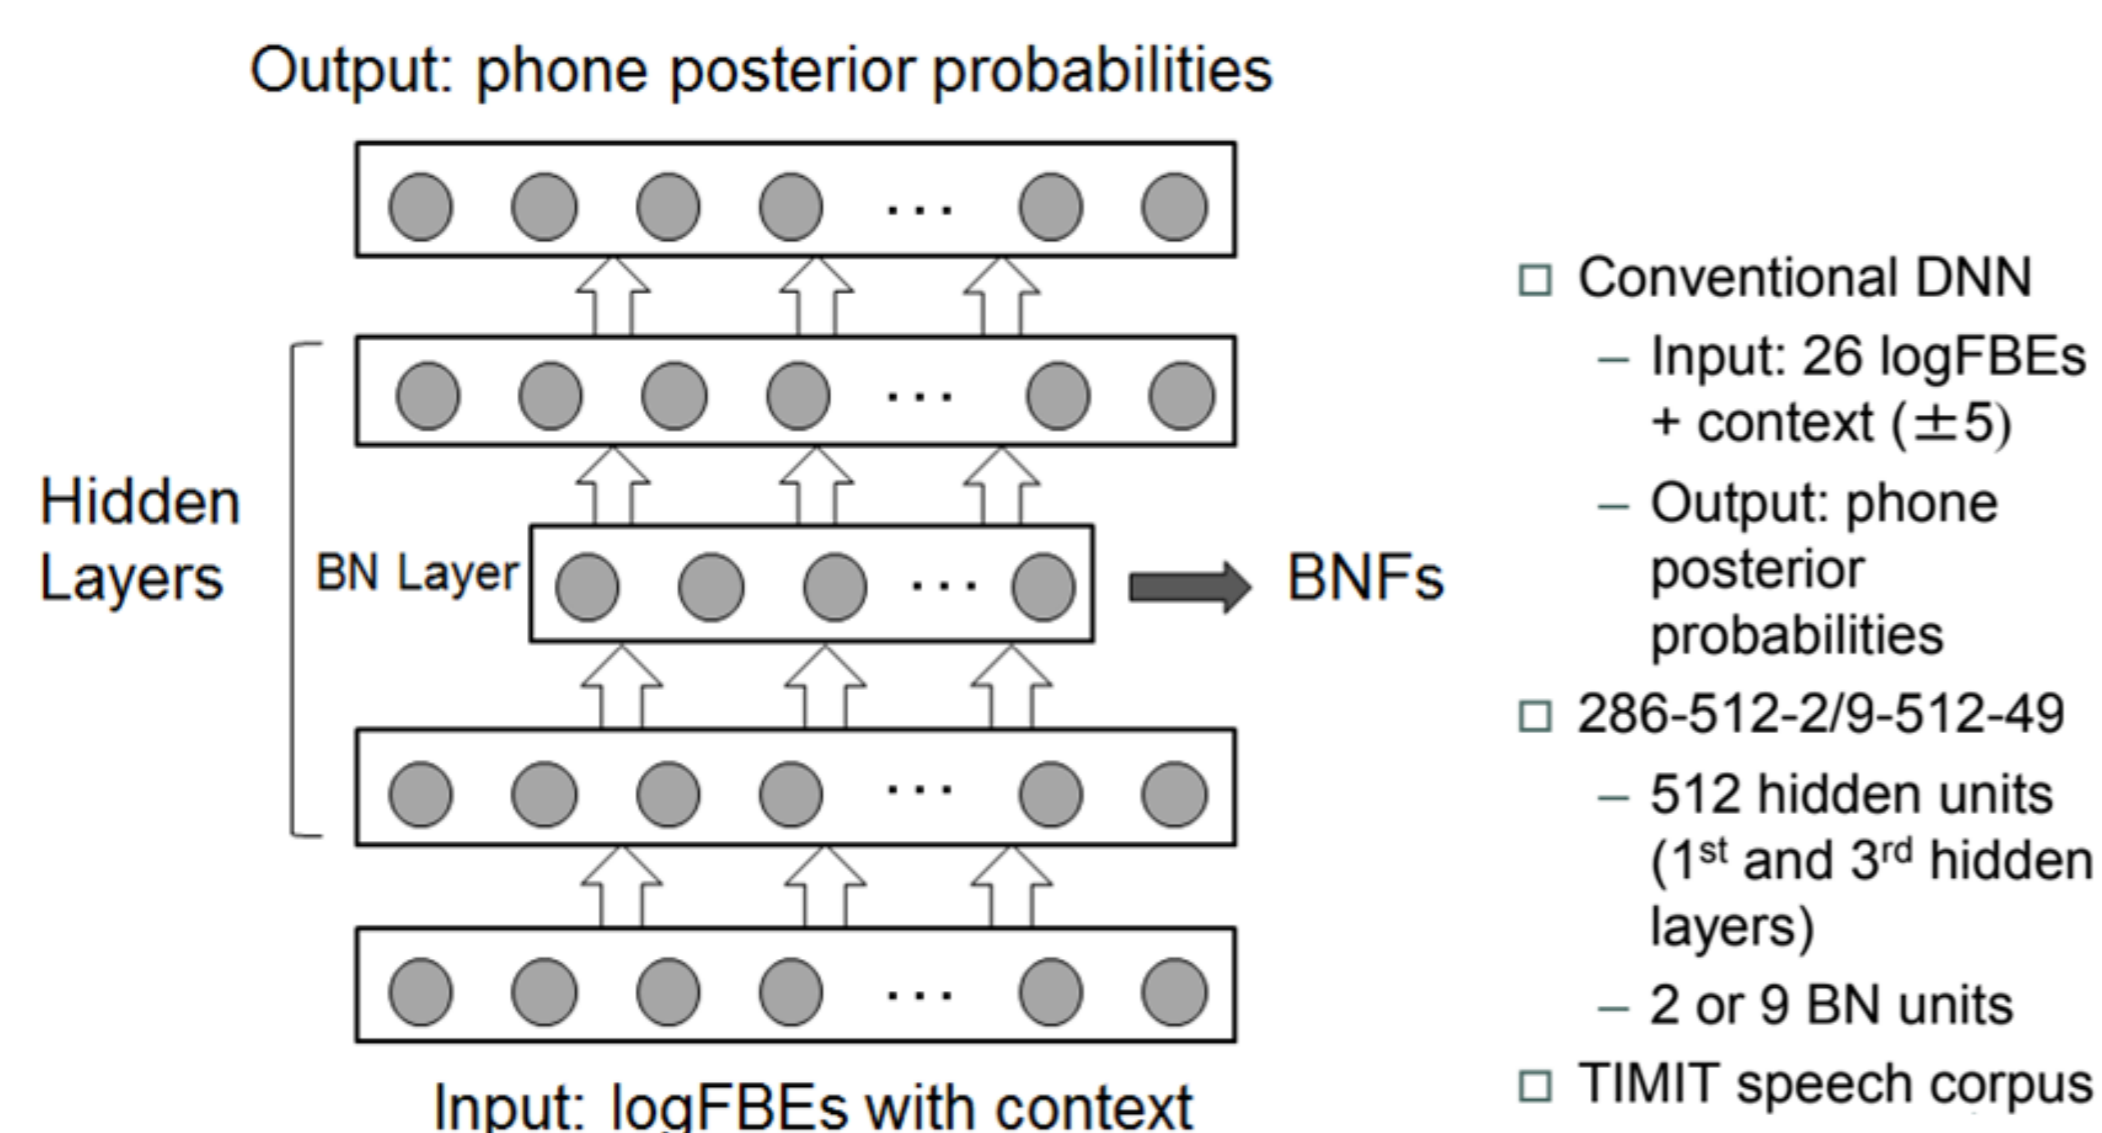 Output: phone posterior probabilities
...
...
Hidden
Layers
BN Layer
...
BNFs
...
...
Input: logFBEs with context
□ Conventional DNN
– Input: 26 logFBEs
+ context (±5)
– Output: phone
posterior
probabilities
□ 286-512-2/9-512-49
– 512 hidden units
(1st and 3rd hidden
layers)
– 2 or 9 BN units
□ TIMIT speech corpus